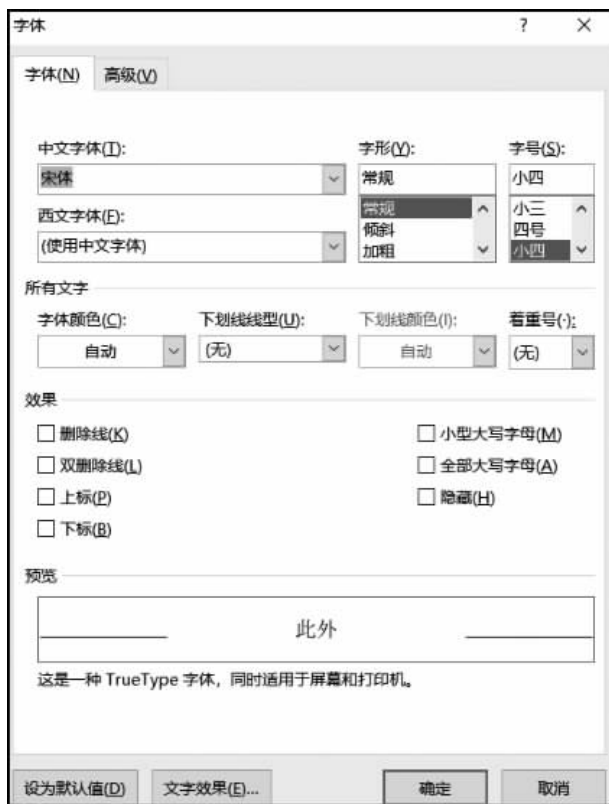 字体 ? ×
字体(N) 高级(V)
中文字体(T): 字形(Y): 字号(S):
宋体 常规 小四
常规 小三
西文字体(F): 倾斜 四号
(使用中文字体) 加粗 小四
所有文字
字体颜色(C): 下划线线型(U): 下划线颜色(I): 着重号(·):
自动 (无) 自动 (无)
效果
删除线(K) 小型大写字母(M)
双删除线(L) 全部大写字母(A)
上标(P) 隐藏(H)
下标(B)
预览
此外
这是一种 TrueType 字体，同时适用于屏幕和打印机。
设为默认值(D) 文字效果(E)... 确定 取消